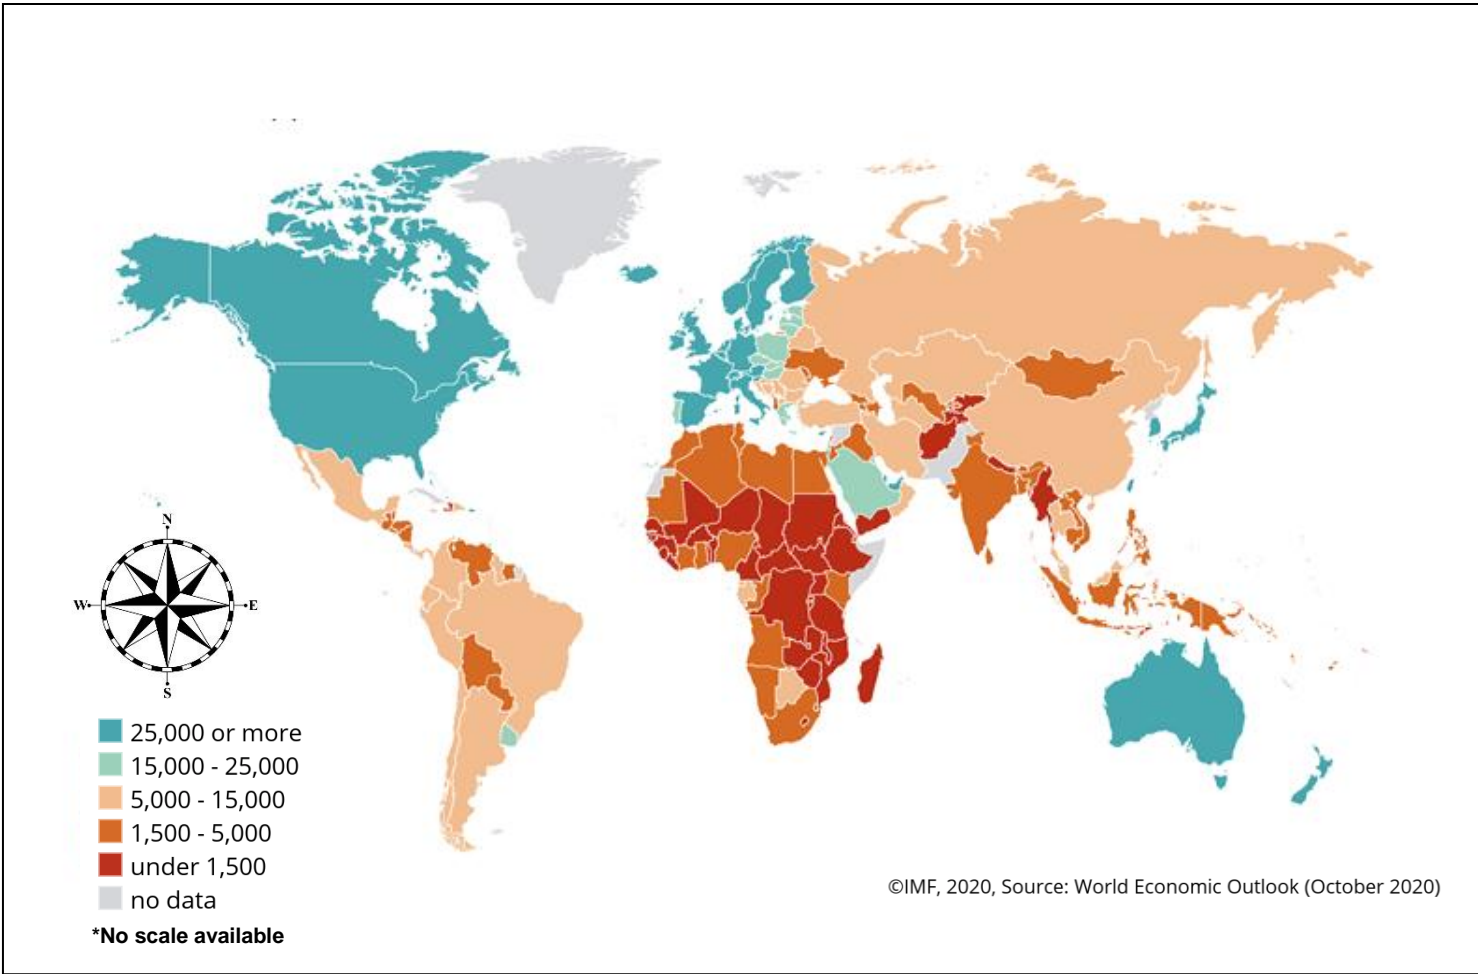 N
W
E
S
25,000 or more
15,000 - 25,000
5,000 - 15,000
1,500 - 5,000
under 1,500
no data
*No scale available
©IMF, 2020, Source: World Economic Outlook (October 2020)